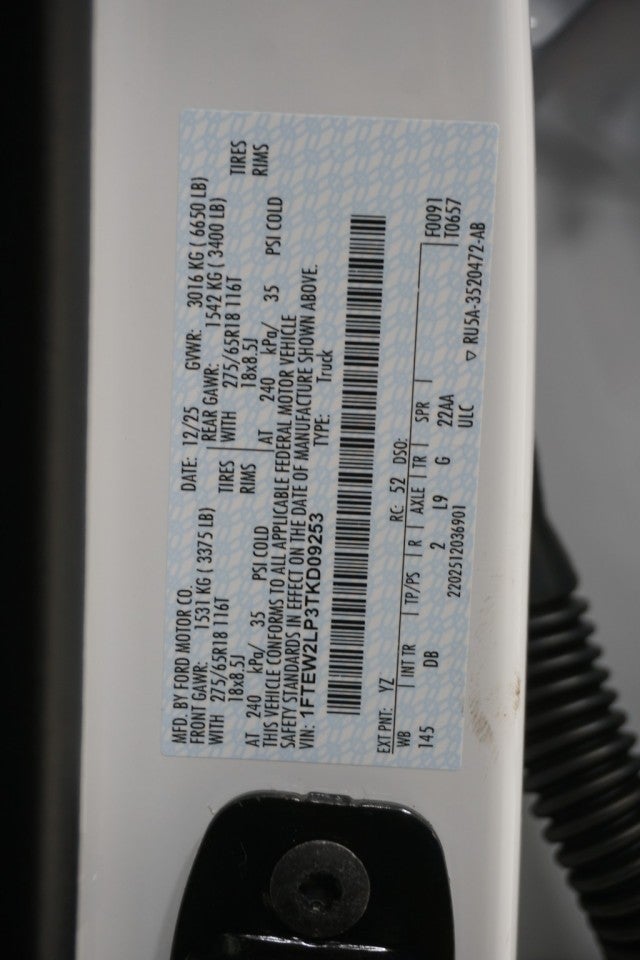 MFD. BY FORD MOTOR CO.
DATE: 12/25 GVWR: 3016 KG ( 6650 LB)
FRONT GAWR: 1531 KG ( 3375 LB) REAR GAWR: 1542 KG ( 3400 LB)
WITH 275/65R18 116T TIRES WITH 275/65R18 116T TIRES
18x8.5J RIMS 18x8.5J RIMS
AT 240 kPa/ 35 PSI COLD AT 240 kPa/ 35 PSI COLD
THIS VEHICLE CONFORMS TO ALL APPLICABLE FEDERAL MOTOR VEHICLE
SAFETY STANDARDS IN EFFECT ON THE DATE OF MANUFACTURE SHOWN ABOVE.
VIN: 1FTEW2LP3TKD09253 TYPE: Truck
EXT PNT: YZ RC: 52 DSO: F0091
WB INT TR TP/PS R AXLE TR SPR T0657
145 DB 2 L9 G 22AA
2202512036901 ULC ▽ RU5A-3520472-AB